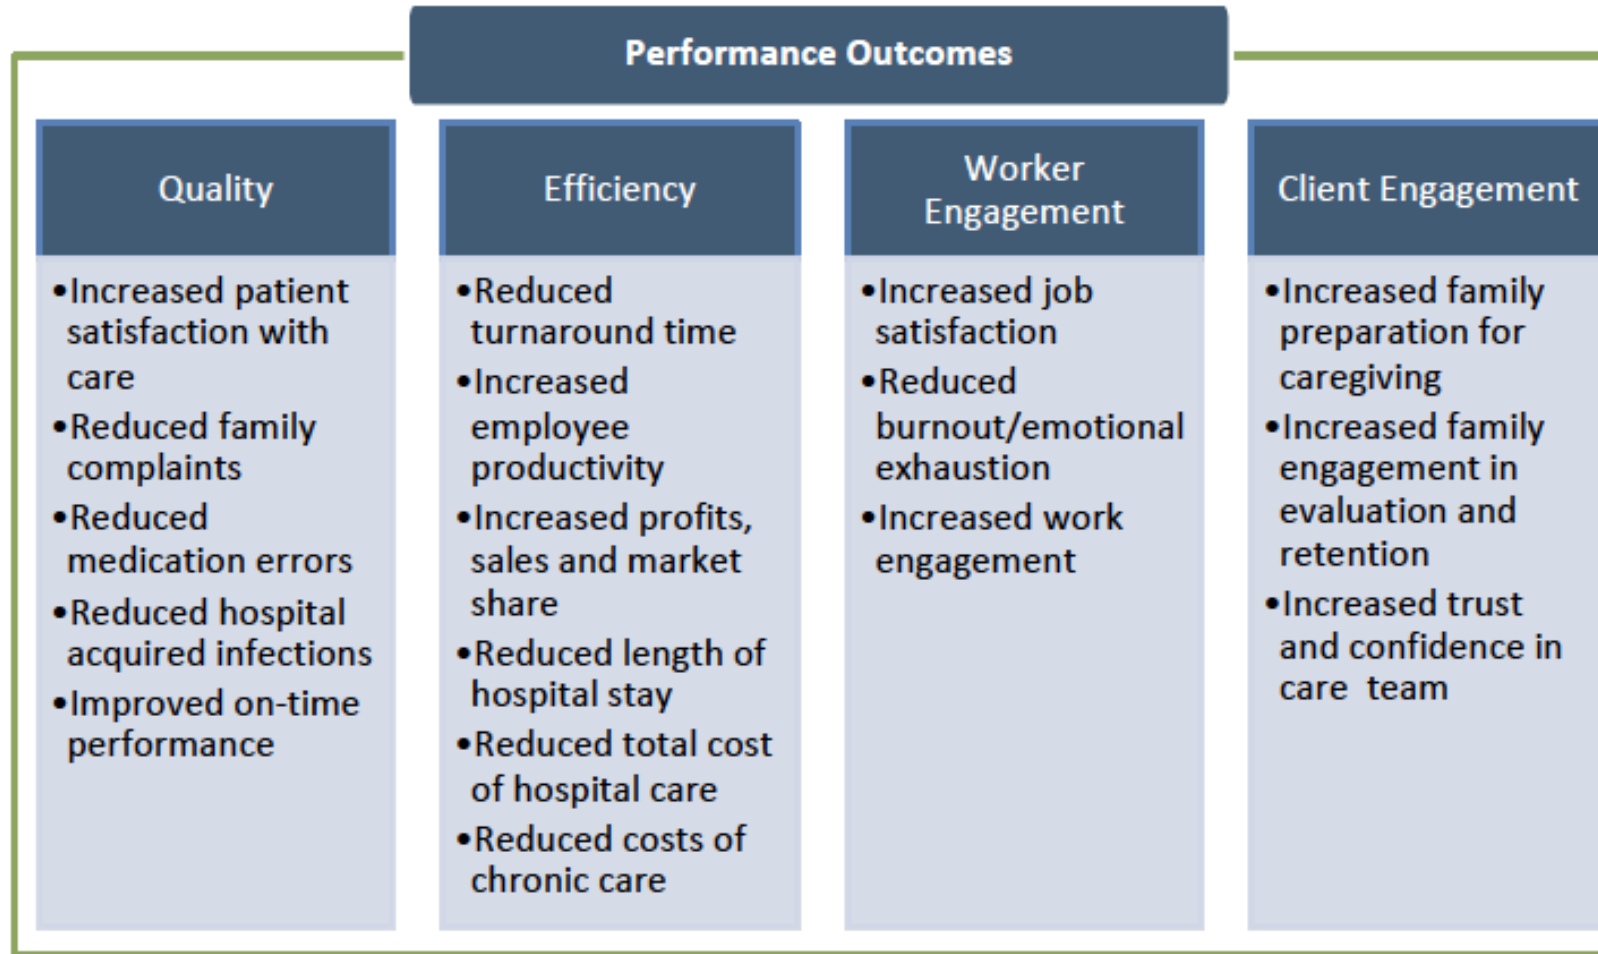 Performance Outcomes
Quality
•Increased patient
satisfaction with
care
•Reduced family
complaints
•Reduced
medication errors
•Reduced hospital
acquired infections
•Improved on-time
performance
Efficiency
•Reduced
turnaround time
•Increased
employee
productivity
•Increased profits,
sales and market
share
•Reduced length of
hospital stay
•Reduced total cost
of hospital care
•Reduced costs of
chronic care
Worker
Engagement
•Increased job
satisfaction
•Reduced
burnout/emotional
exhaustion
•Increased work
engagement
Client Engagement
•Increased family
preparation for
caregiving
•Increased family
engagement in
evaluation and
retention
•Increased trust
and confidence in
care team